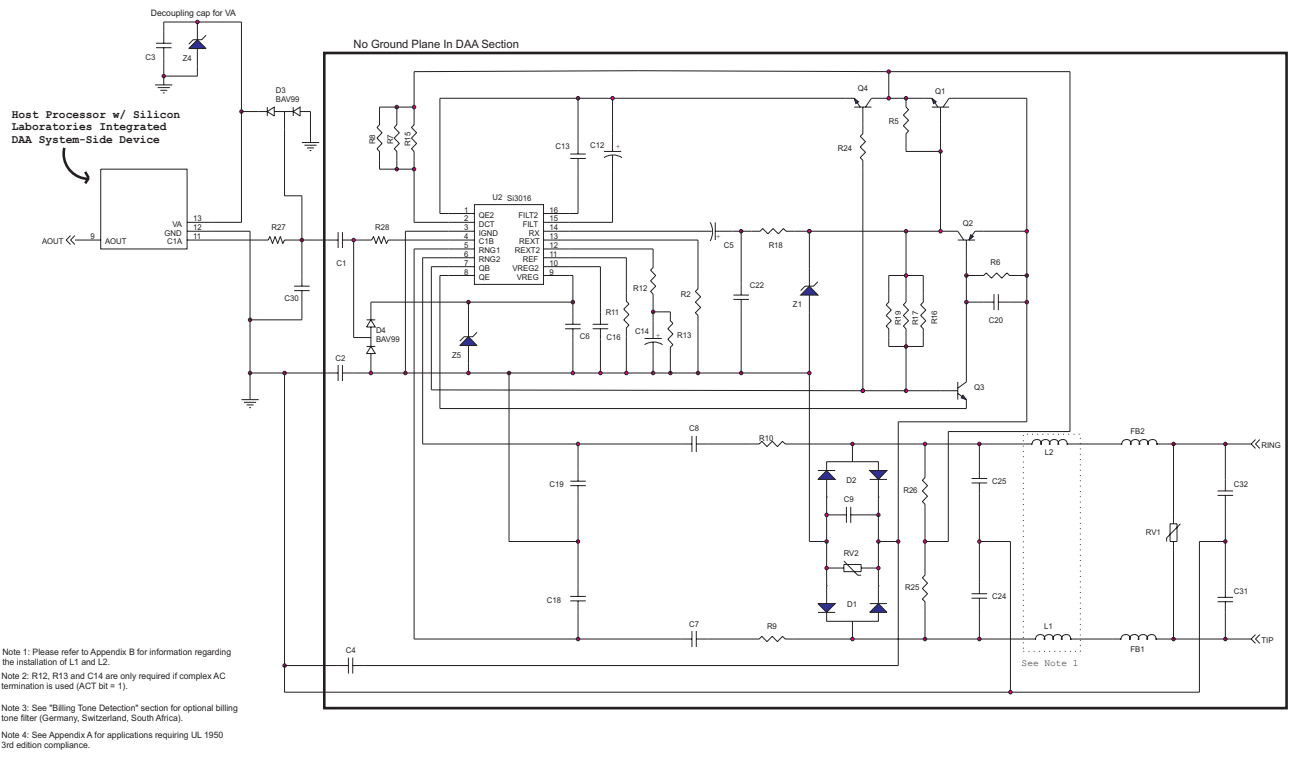 Decoupling cap for VA
C3
Z4
No Ground Plane In DAA Section
D3
BAV99
Host Processor w/ Silicon
Laboratories Integrated
DAA System-Side Device
Q4
Q1
R8
R7
R15
R5
R24
C13
C12
+
U2
Si3016
1
QE2
2
DCT
3
IGND
4
C1B
5
RNG1
6
RNG2
7
QB
8
QE
FILT2
16
FILT
15
RX
14
REXT
13
REXT2
12
REF
11
VREG2
10
VREG
9
VA
13
GND
12
C1A
11
AOUT
9
AOUT
R27
C1
R28
C30
C5
+
R18
Q2
R6
C20
C22
Z1
R19
R17
R16
R12
R2
R11
C14
+
R13
C6
C16
D4
BAV99
Z5
C2
Q3
C8
R10
FB2
RING
L2
C19
D2
C9
R26
C25
C32
RV1
RV2
C18
D1
R25
C24
C31
C7
R9
L1
FB1
TIP
See Note 1
C4
Note 1: Please refer to Appendix B for information regarding
the installation of L1 and L2.
Note 2: R12, R13 and C14 are only required if complex AC
termination is used (ACT bit = 1).
Note 3: See "Billing Tone Detection" section for optional billing
tone filter (Germany, Switzerland, South Africa).
Note 4: See Appendix A for applications requiring UL 1950
3rd edition compliance.